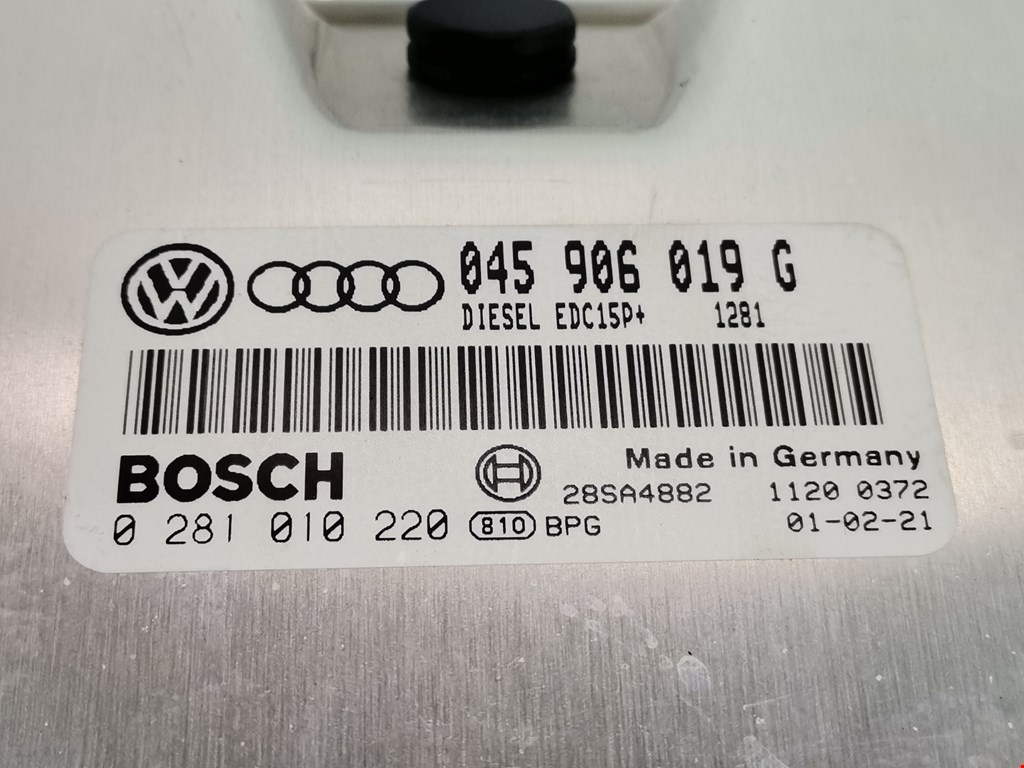 045 906 019 G
DIESEL EDC15P+ 1281
BOSCH
Made in Germany
28SA4882 1120 0372
0 281 010 220 810 BPG 01-02-21